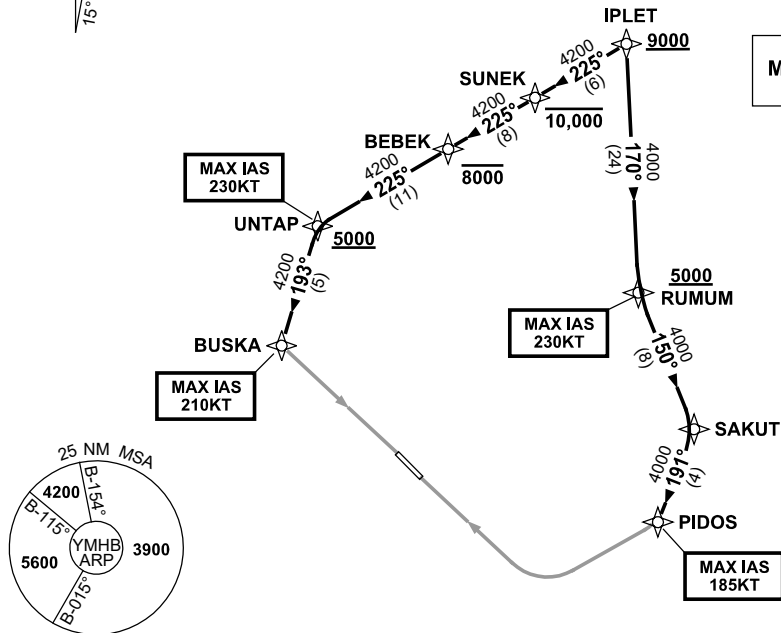 15°
IPLET
9000
M
4200
225°
(6)
SUNEK
10,000
4200
225°
(8)
BEBEK
8000
4200
225°
(11)
MAX IAS
230KT
UNTAP
5000
4200
193°
(5)
BUSKA
MAX IAS
210KT
4000
170°
(24)
5000
RUMUM
MAX IAS
230KT
4000
150°
(8)
SAKUT
4000
191°
(4)
PIDOS
MAX IAS
185KT
25 NM MSA
B-154°
4200
B-115°
YMHB
ARP
3900
5600
B-015°